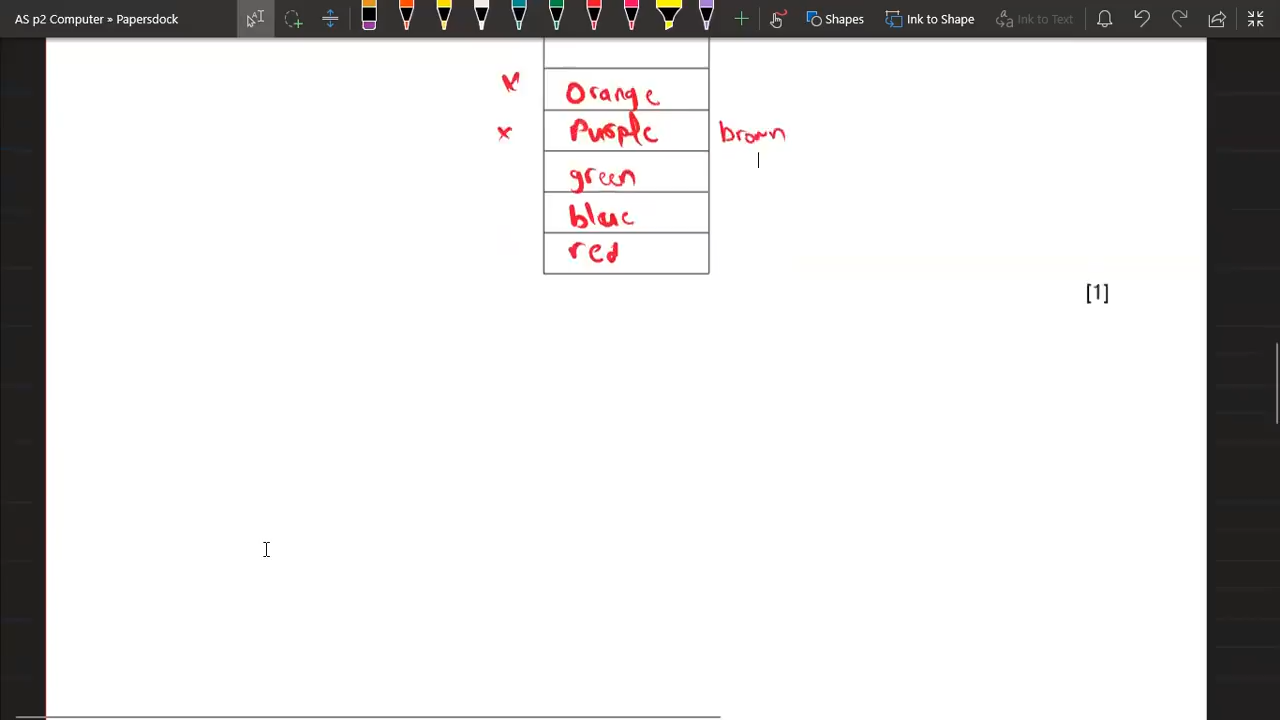 AS p2 Computer » Papersdock
Shapes
Ink to Shape
Ink to Text
Orange
Purple brown
green
blue
red
[1]